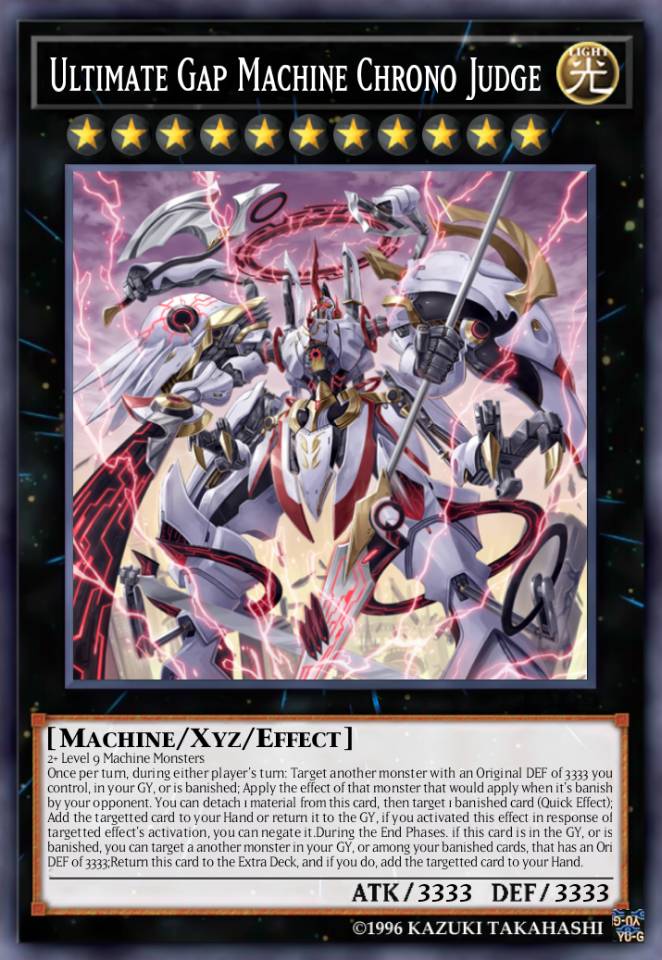 ULTIMATE GAP MACHINE CHRONO JUDGE
LIGHT
光
[MACHINE/XYZ/EFFECT]
2+ Level 9 Machine Monsters
Once per turn, during either player's turn: Target another monster with an Original DEF of 3333 you
control, in your GY, or is banished; Apply the effect of that monster that would apply when it's banish
by your opponent. You can detach 1 material from this card, then target 1 banished card (Quick Effect);
Add the targetted card to your Hand or return it to the GY, if you activated this effect in response of
targetted effect's activation, you can negate it.During the End Phases. if this card is in the GY, or is
banished, you can target a another monster in your GY, or among your banished cards, that has an Ori
DEF of 3333;Return this card to the Extra Deck, and if you do, add the targetted card to your Hand.
ATK/3333 DEF/3333
©1996 KAZUKI TAKAHASHI
YU-G